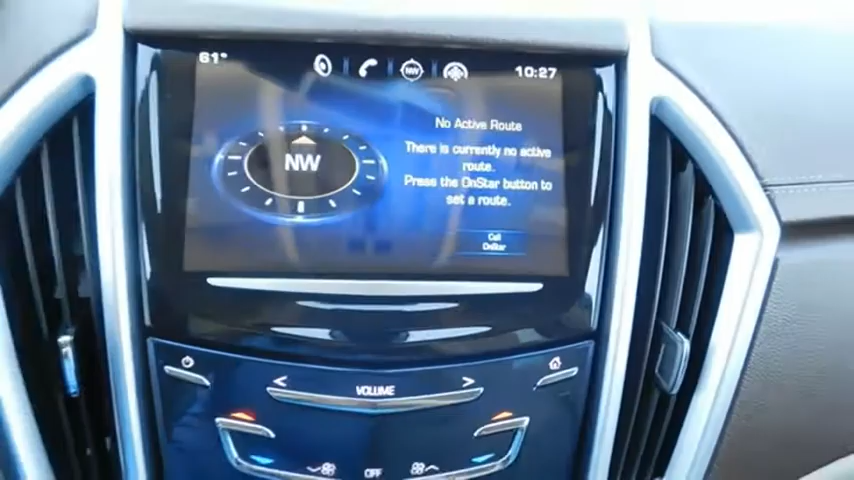 61°
NW
10:27
NW
No Active Route
There is currently no active
route.
Press the OnStar button to
set a route.
Call
OnStar
VOLUME
OFF